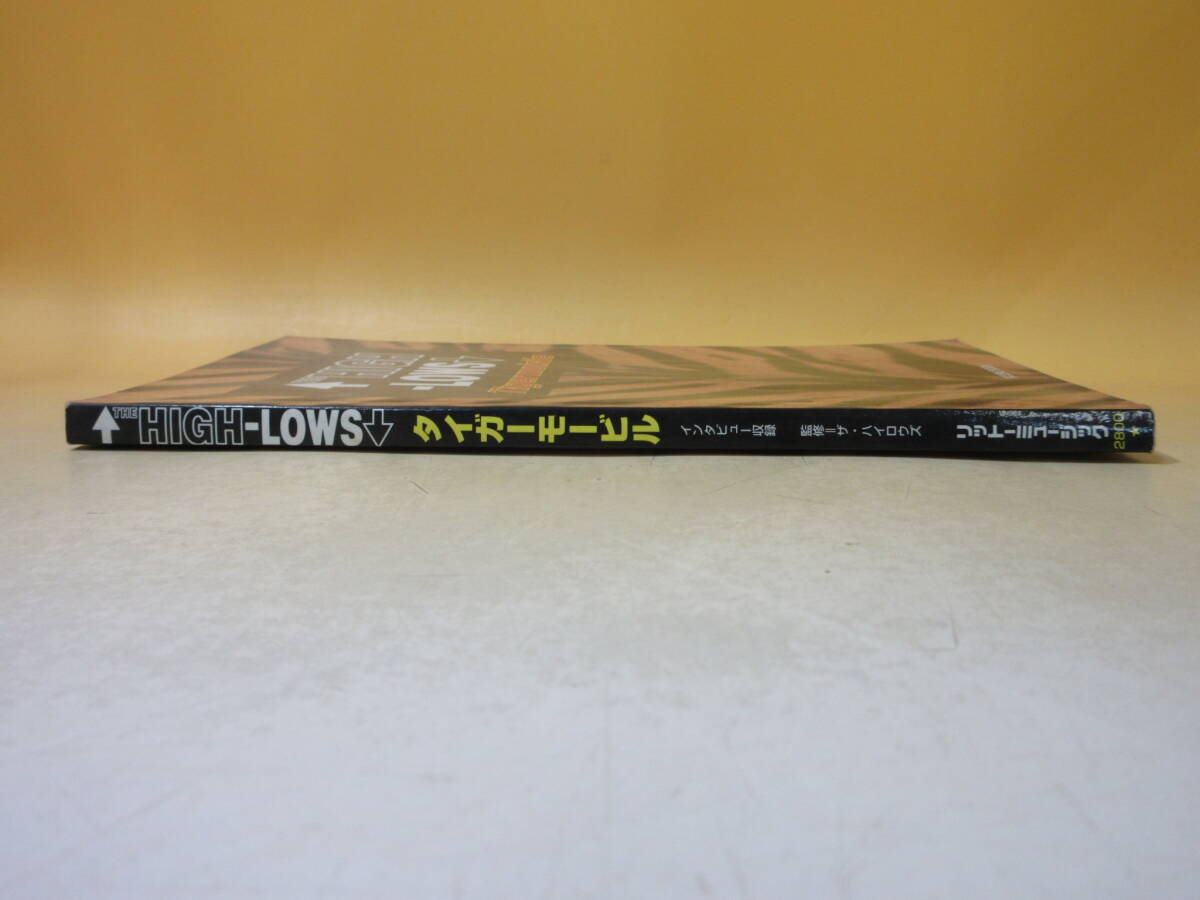 ↑THE HIGH-LOWS↓ タイガーモービル インタビュー収録 監修=ザ・ハイロウズ リットーミュージック 2800
-LOWS↓
Tigermobile